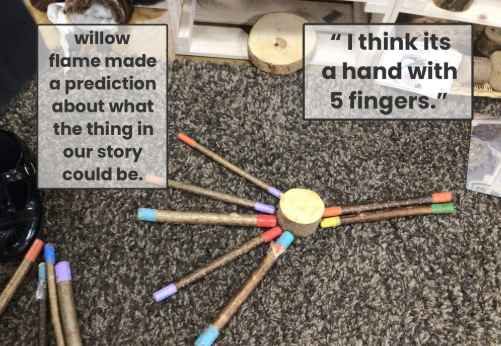 willow
flame made
a prediction
about what
the thing in
our story
could be.
“ I think its
a hand with
5 fingers.”